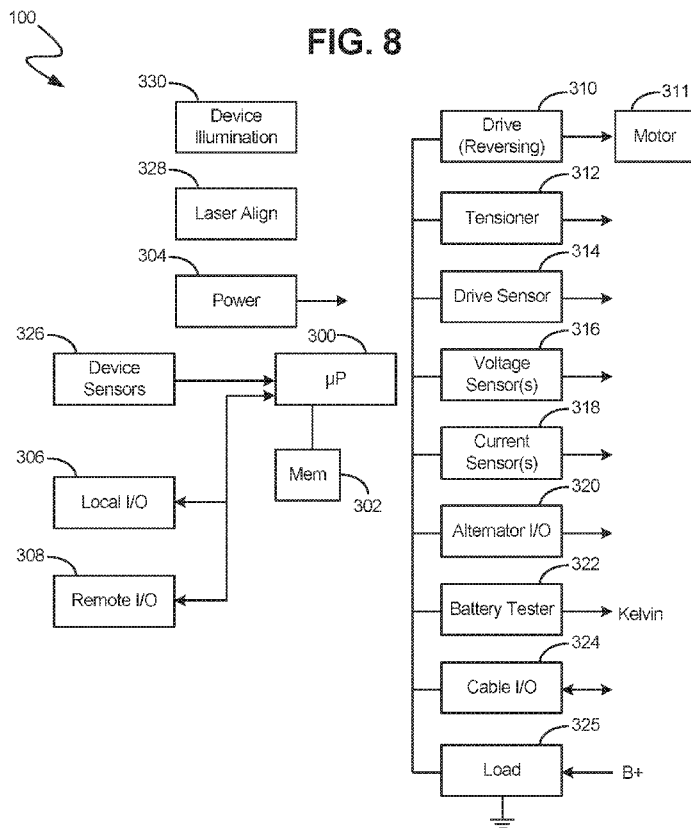 100
FIG. 8
330
Device
Illumination
328
Laser Align
304
Power
326
Device
Sensors
300
µP
306
Local I/O
Mem
302
308
Remote I/O
310
Drive
(Reversing)
311
Motor
312
Tensioner
314
Drive Sensor
316
Voltage
Sensor(s)
318
Current
Sensor(s)
320
Alternator I/O
322
Battery Tester
Kelvin
324
Cable I/O
325
Load
B+